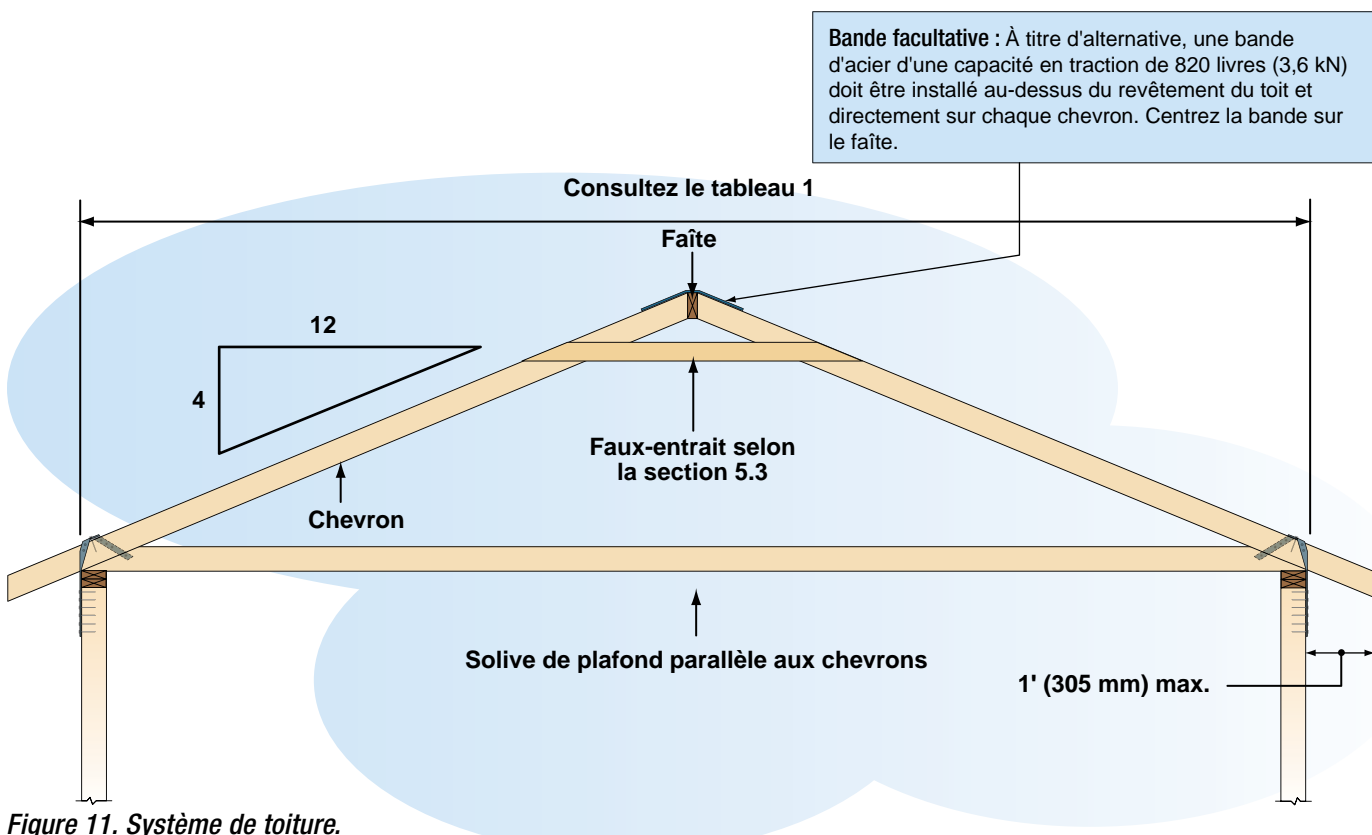 Bande facultative : À titre d'alternative, une bande
d'acier d'une capacité en traction de 820 livres (3,6 kN)
doit être installé au-dessus du revêtement du toit et
directement sur chaque chevron. Centrez la bande sur
le faîte.
Consultez le tableau 1
Faîte
12
4
Faux-entrait selon
la section 5.3
Chevron
Solive de plafond parallèle aux chevrons
1' (305 mm) max.
Figure 11. Système de toiture.